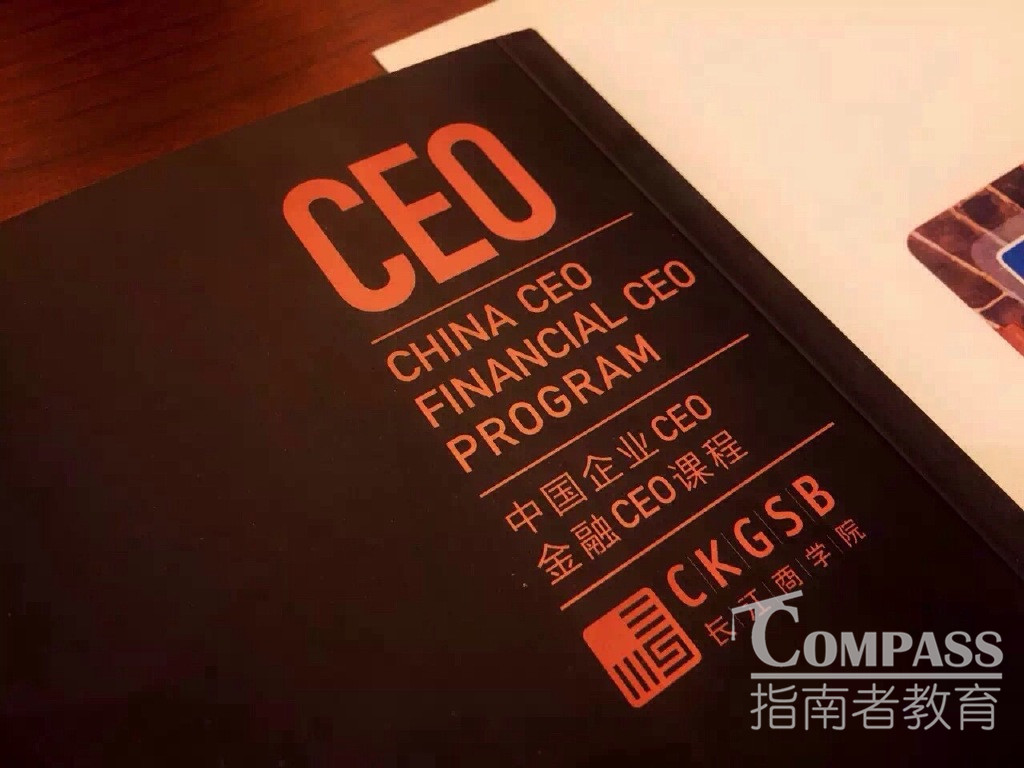 CEO
CHINA CEO
FINANCIAL CEO
PROGRAM
中国企业CEO
金融CEO课程
CKGSB
长江商学院
COMPASS
指南者教育